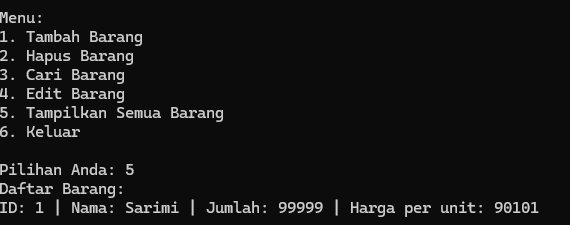 Menu:
1. Tambah Barang
2. Hapus Barang
3. Cari Barang
4. Edit Barang
5. Tampilkan Semua Barang
6. Keluar
Pilihan Anda: 5
Daftar Barang:
ID: 1 | Nama: Sarimi | Jumlah: 99999 | Harga per unit: 90101